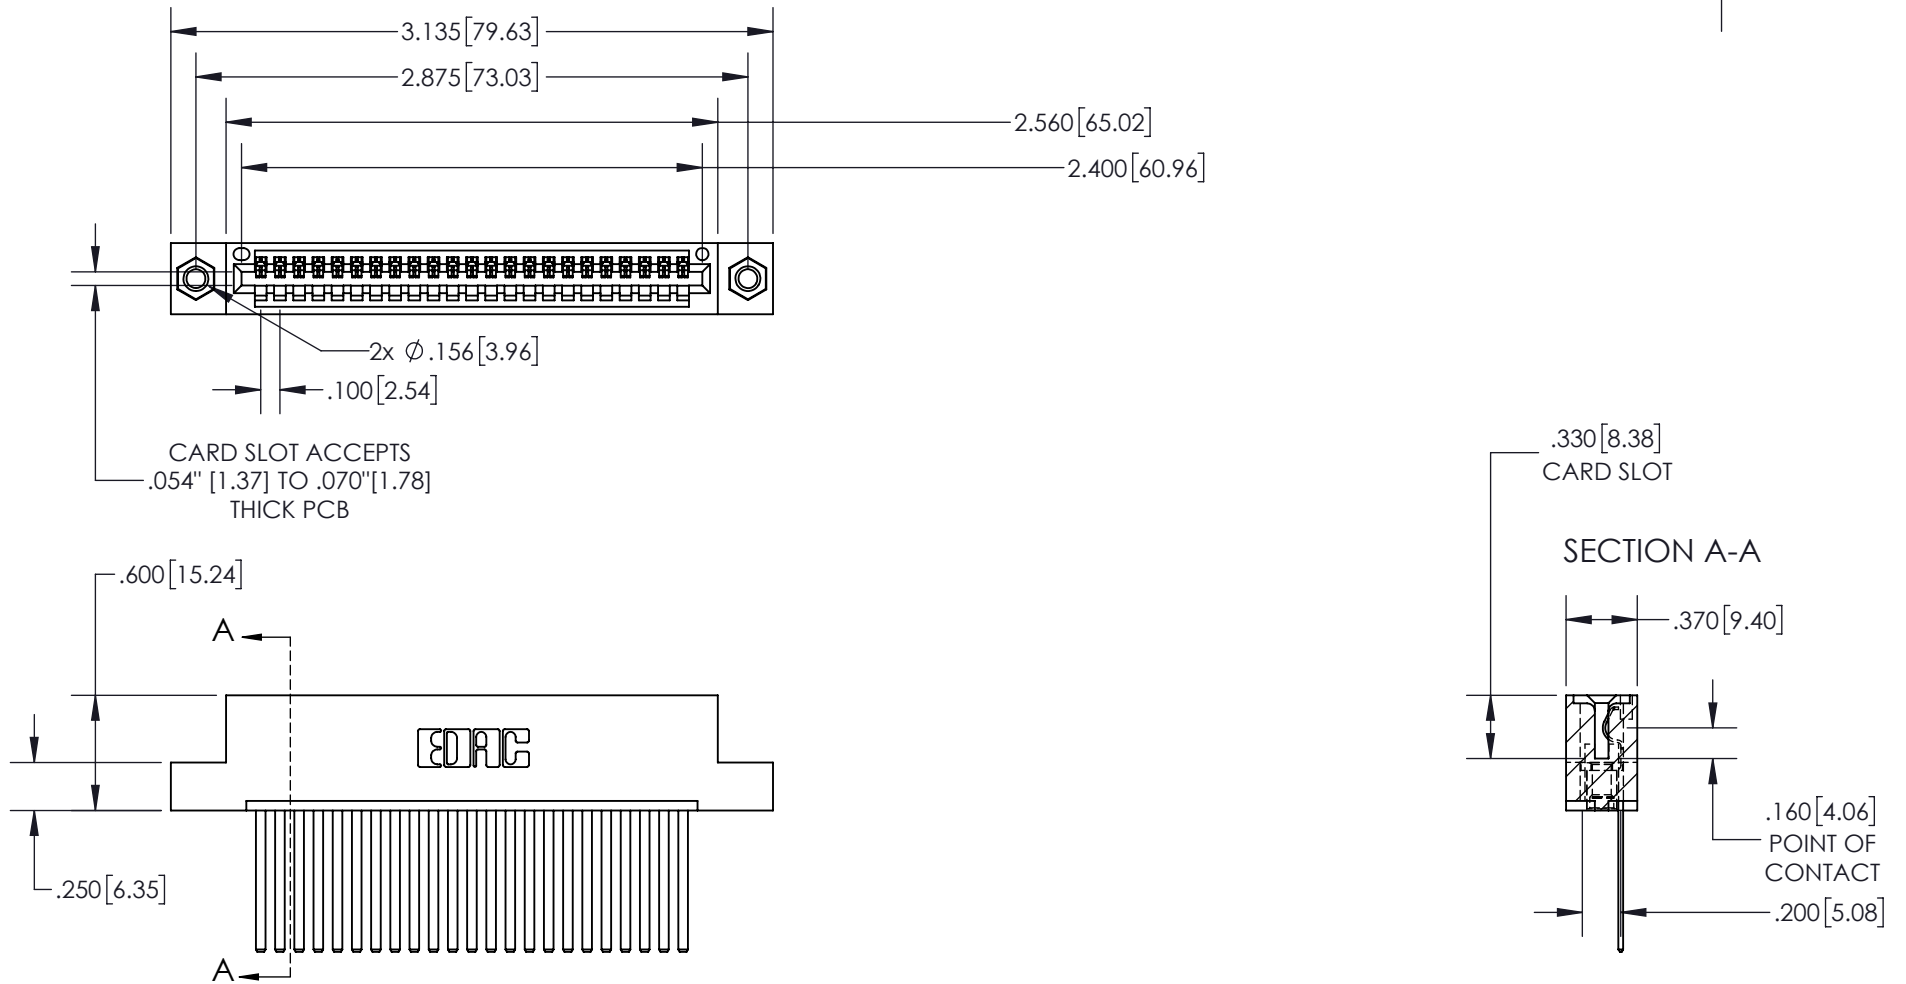 3.135[79.63]
2.875[73.03]
2.560[65.02]
2.400[60.96]
2x Ø.156[3.96]
.100[2.54]
CARD SLOT ACCEPTS
.054" [1.37] TO .070"[1.78]
THICK PCB
.330[8.38]
CARD SLOT
SECTION A-A
.600[15.24]
A
.370[9.40]
EDAC
.160[4.06]
POINT OF
CONTACT
.250[6.35]
.200[5.08]
A